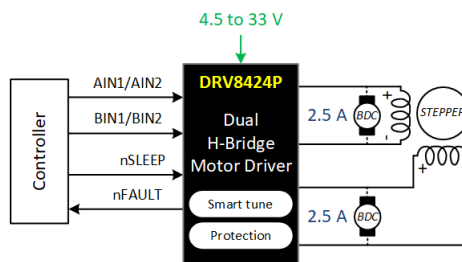 4.5 to 33 V
DRV8424P
Dual
H-Bridge
Motor Driver
Smart tune
Protection
Controller
AIN1/AIN2
BIN1/BIN2
nSLEEP
nFAULT
2.5 A
BDC
+
-
STEPPER
+
2.5 A
BDC